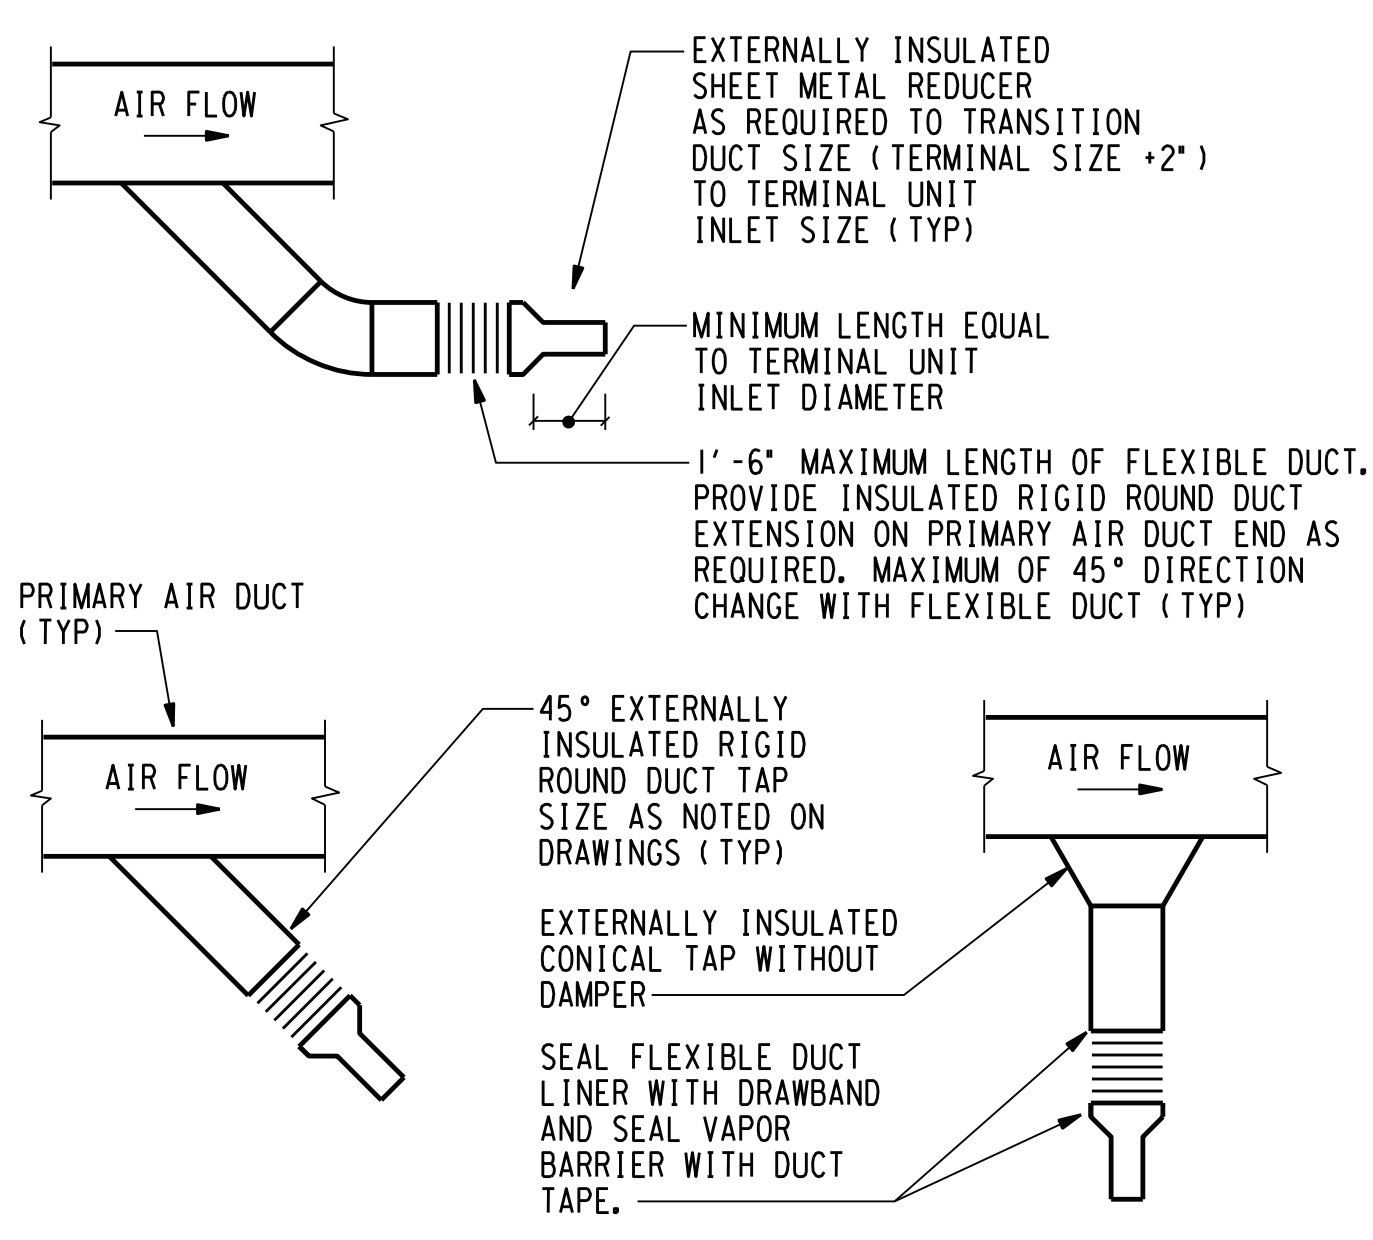 AIR FLOW
EXTERNALLY INSULATED
SHEET METAL REDUCER
AS REQUIRED TO TRANSITION
DUCT SIZE (TERMINAL SIZE +2")
TO TERMINAL UNIT
INLET SIZE (TYP)
MINIMUM LENGTH EQUAL
TO TERMINAL UNIT
INLET DIAMETER
1'-6" MAXIMUM LENGTH OF FLEXIBLE DUCT.
PROVIDE INSULATED RIGID ROUND DUCT
EXTENSION ON PRIMARY AIR DUCT END AS
REQUIRED. MAXIMUM OF 45° DIRECTION
CHANGE WITH FLEXIBLE DUCT (TYP)
PRIMARY AIR DUCT
(TYP)
AIR FLOW
45° EXTERNALLY
INSULATED RIGID
ROUND DUCT TAP
SIZE AS NOTED ON
DRAWINGS (TYP)
AIR FLOW
EXTERNALLY INSULATED
CONICAL TAP WITHOUT
DAMPER
SEAL FLEXIBLE DUCT
LINER WITH DRAWBAND
AND SEAL VAPOR
BARRIER WITH DUCT
TAPE.